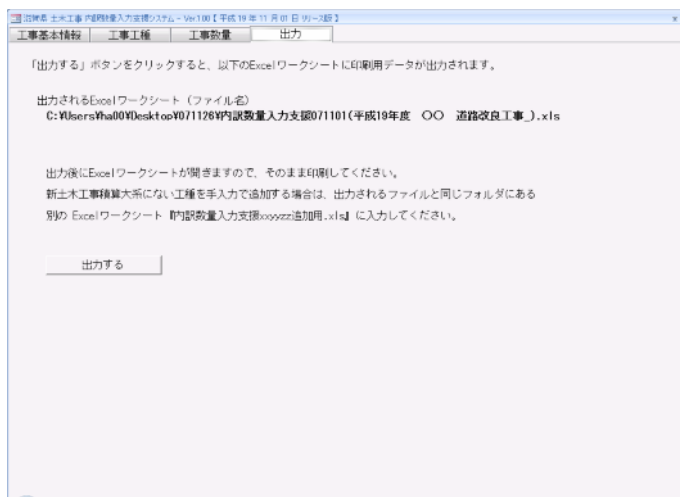 土木工事 内訳数量入力支援システム - Ver.1.00【 平成 19 年 11 月 01 日 リリース版 】
工事基本情報 工事工種 工事数量 出力
「出力する」ボタンをクリックすると、以下のExcelワークシートに印刷用データが出力されます。
出力されるExcelワークシート（ファイル名）
C:¥Users¥ha00¥Desktop¥071126¥内訳数量入力支援071101(平成19年度 〇〇 道路改良工事_).xls
出力後にExcelワークシートが開きますので、そのまま印刷してください。
新土木工事積算大系にない工種を手入力で追加する場合は、出力されるファイルと同じフォルダにある
別の Excelワークシート『内訳数量入力支援xxyyzz追加用.xls』に入力してください。
出力する